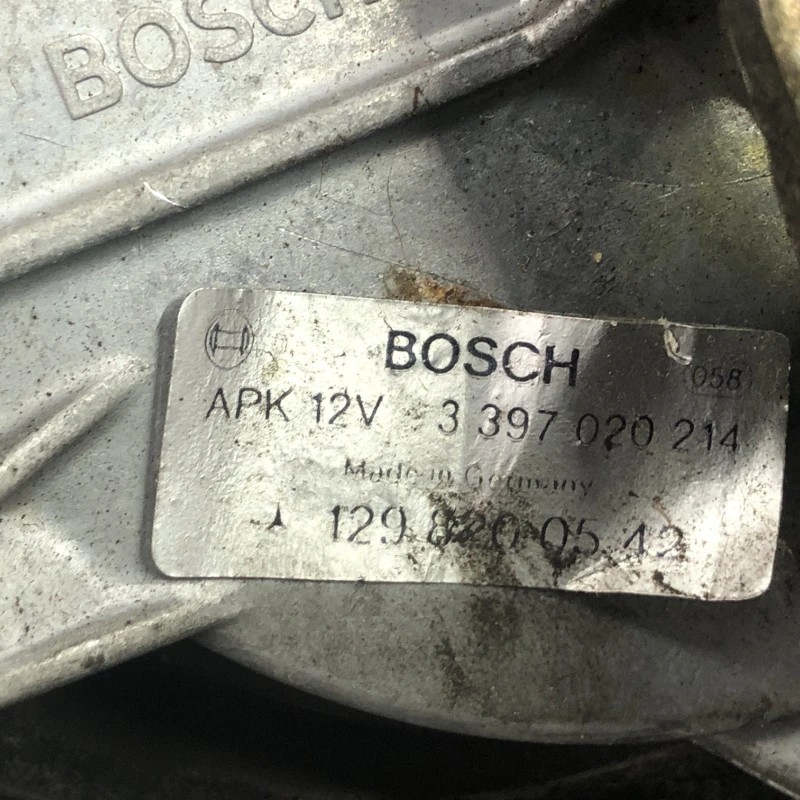 BOSCH
BOSCH
058
APK 12V 3 397 020 214
Made in Germany
129 820 05 42